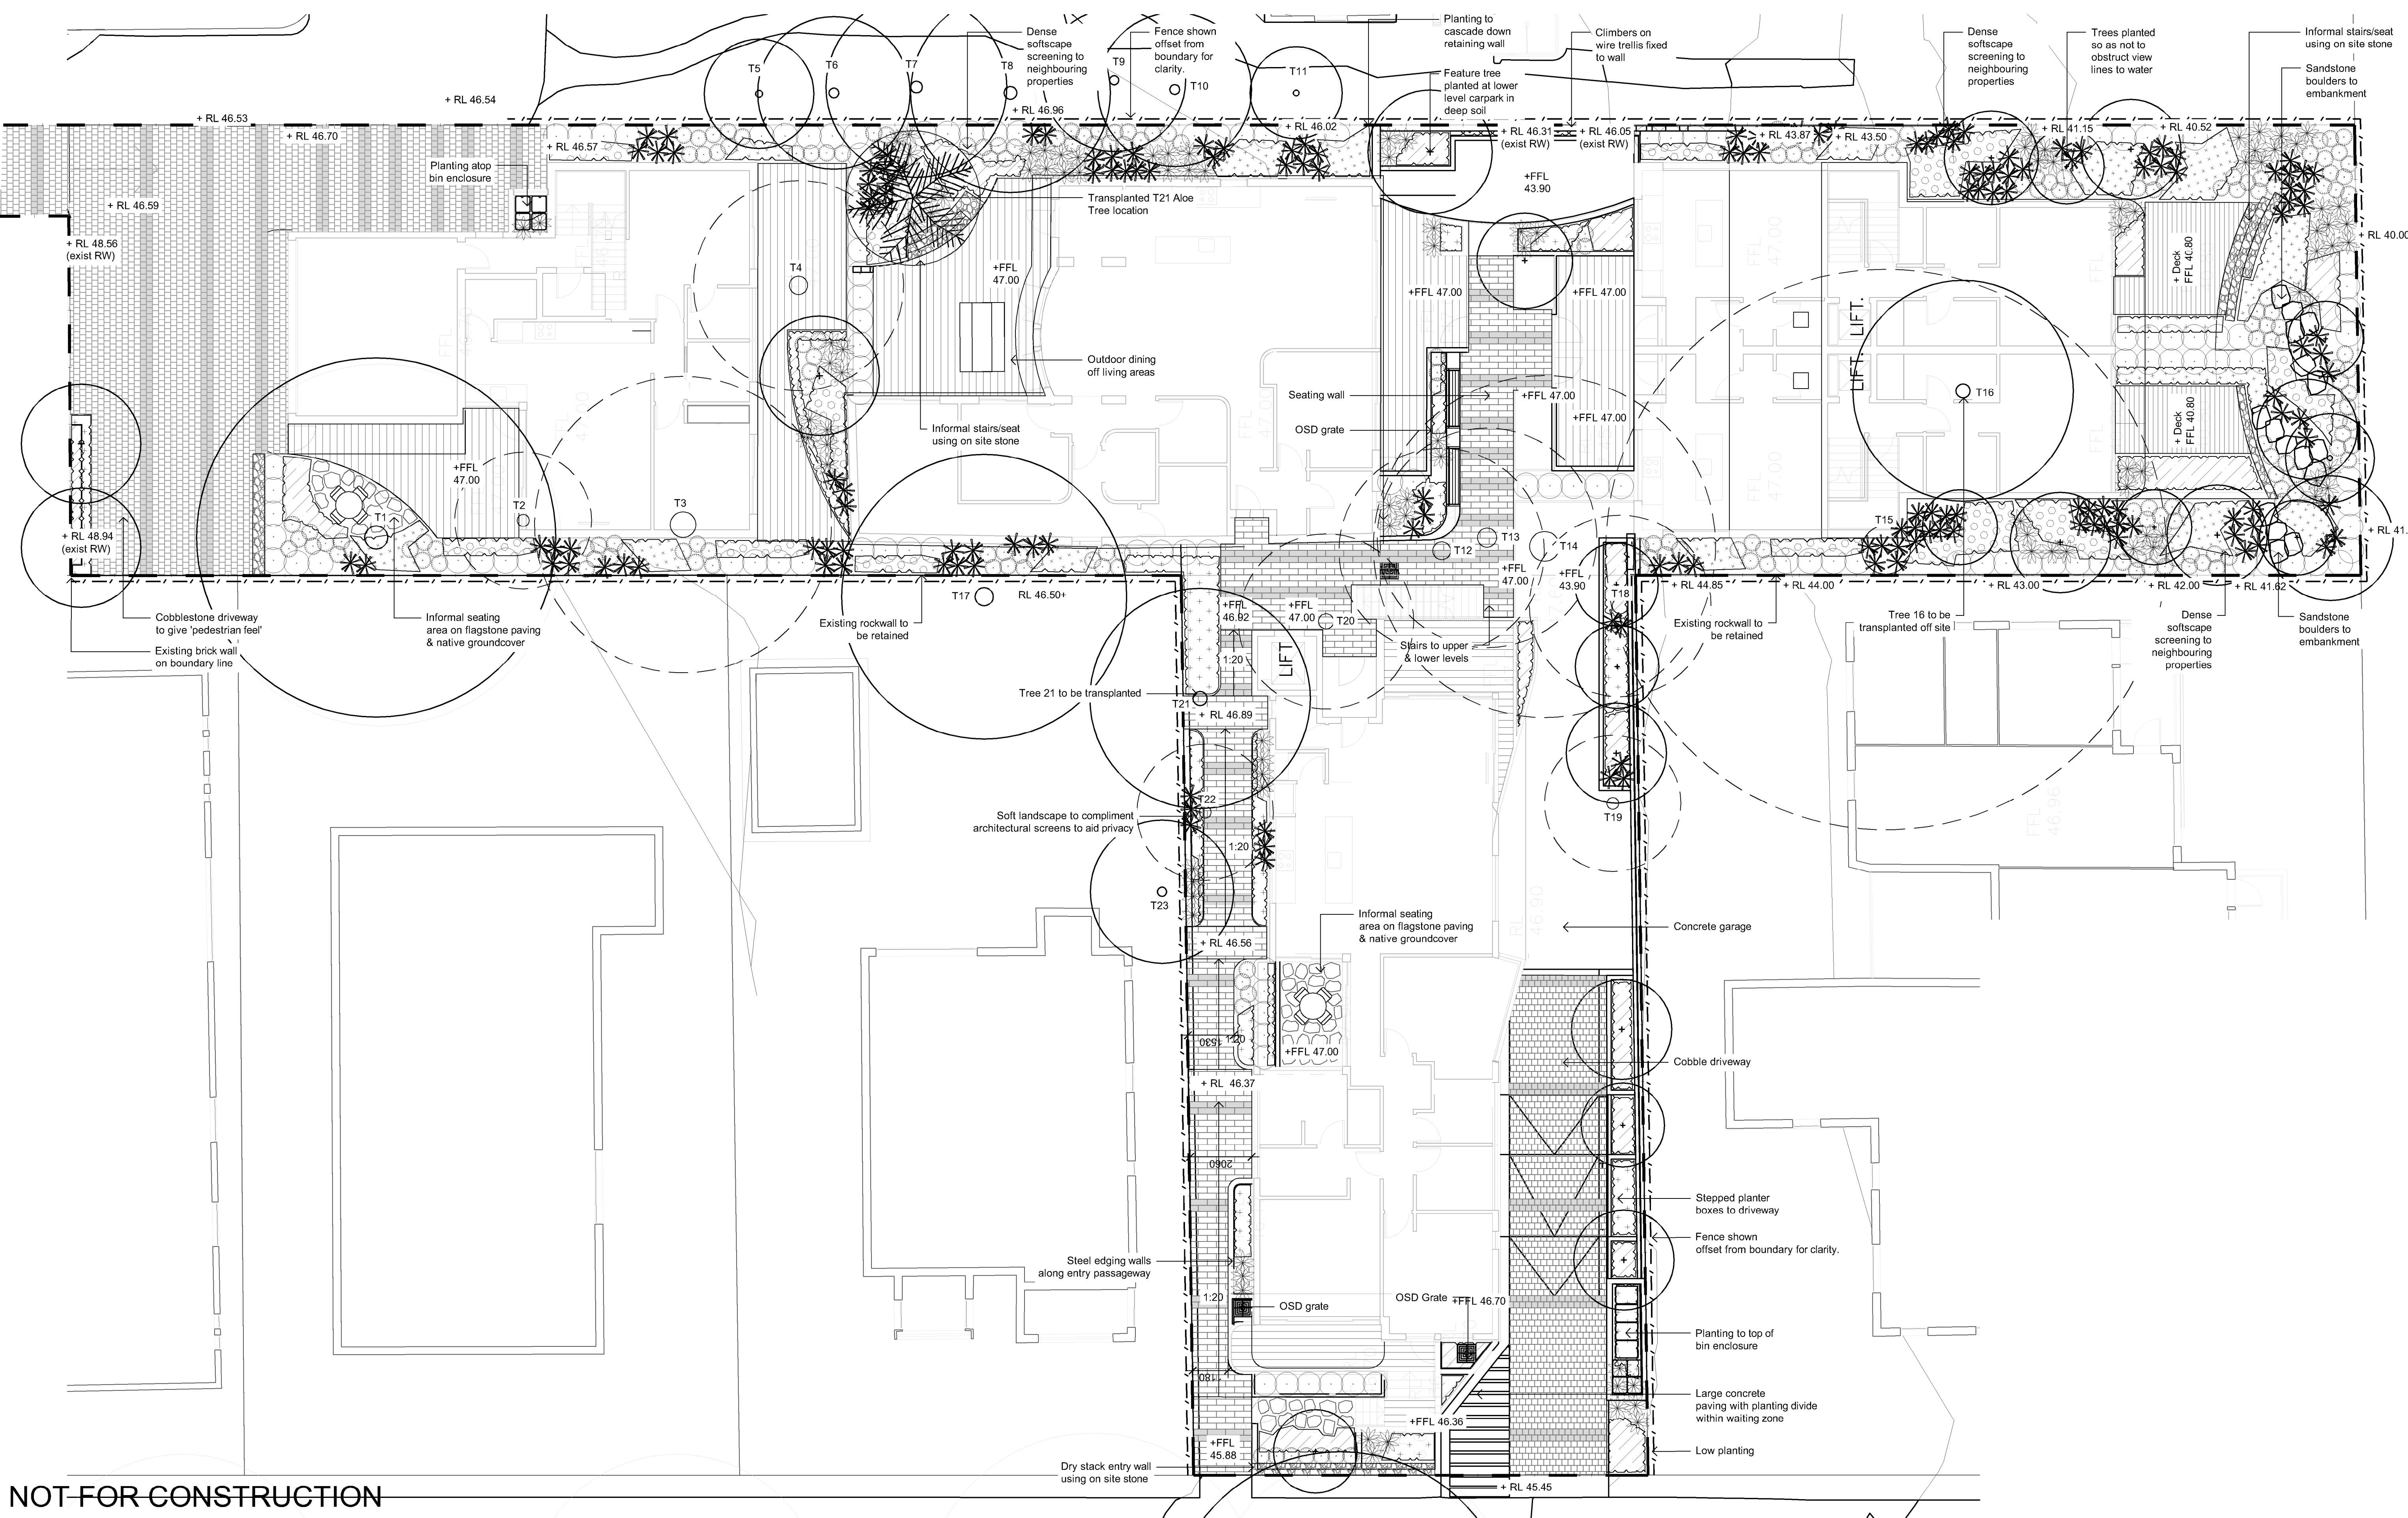 Planting to
cascade down
retaining wall
Dense
softscape
screening to
neighbouring
properties
Fence shown
offset from
boundary for
clarity.
Climbers on
wire trellis fixed
to wall
Dense
softscape
screening to
neighbouring
properties
Trees planted
so as not to
obstruct view
lines to water
Informal stairs/seat
using on site stone
Sandstone
boulders to
embankment
Feature tree
planted at lower
level carpark in
deep soil
T5
T6
T7
T8
T9
T10
T11
+ RL 46.54
+ RL 46.53
+ RL 46.70
+ RL 46.57
+ RL 46.96
+ RL 46.02
+ RL 46.31
(exist RW)
+ RL 46.05
(exist RW)
+ RL 43.87
+ RL 43.50
+ RL 41.15
+ RL 40.52
Planting atop
bin enclosure
+FFL
43.90
+ RL 46.59
Transplanted T21 Aloe
Tree location
+ RL 48.56
(exist RW)
+ RL 40.00
T4
+FFL
47.00
+FFL 47.00
+FFL 47.00
+ Deck
FFL 40.80
LIFT.
LIFT.
Outdoor dining
off living areas
Seating wall
+FFL 47.00
T16
OSD grate
+FFL 47.00
+ Deck
FFL 40.80
Informal stairs/seat
using on site stone
+FFL
47.00
T1
T2
T3
T12
T13
T14
T15
+ RL 48.94
(exist RW)
+ RL 41.
+FFL
47.00
+FFL
43.90
+ RL 44.85
+ RL 44.00
+ RL 43.00
+ RL 42.00
+ RL 41.62
T17
RL 46.50+
T18
+FFL
46.92
+FFL
47.00
T20
Cobblestone driveway
to give 'pedestrian feel'
Informal seating
area on flagstone paving
& native groundcover
Existing rockwall to
be retained
Existing rockwall to
be retained
Tree 16 to be
transplanted off site
Dense
softscape
screening to
neighbouring
properties
Sandstone
boulders to
embankment
Existing brick wall
on boundary line
Stairs to upper
& lower levels
1:20
LIFT
Tree 21 to be transplanted
T21
+ RL 46.89
T22
T19
Soft landscape to compliment
architectural screens to aid privacy
1:20
FFL
46.96
T23
RL
46.90
Informal seating
area on flagstone paving
& native groundcover
Concrete garage
+ RL 46.56
1530
1:20
+FFL 47.00
Cobble driveway
+ RL 46.37
2060
Stepped planter
boxes to driveway
Fence shown
offset from boundary for clarity.
Steel edging walls
along entry passageway
1:20
OSD grate
OSD Grate
+FFL 46.70
Planting to top of
bin enclosure
1180
Large concrete
paving with planting divide
within waiting zone
+FFL 46.36
+FFL
45.88
Low planting
Dry stack entry wall
using on site stone
+ RL 45.45
NOT FOR CONSTRUCTION